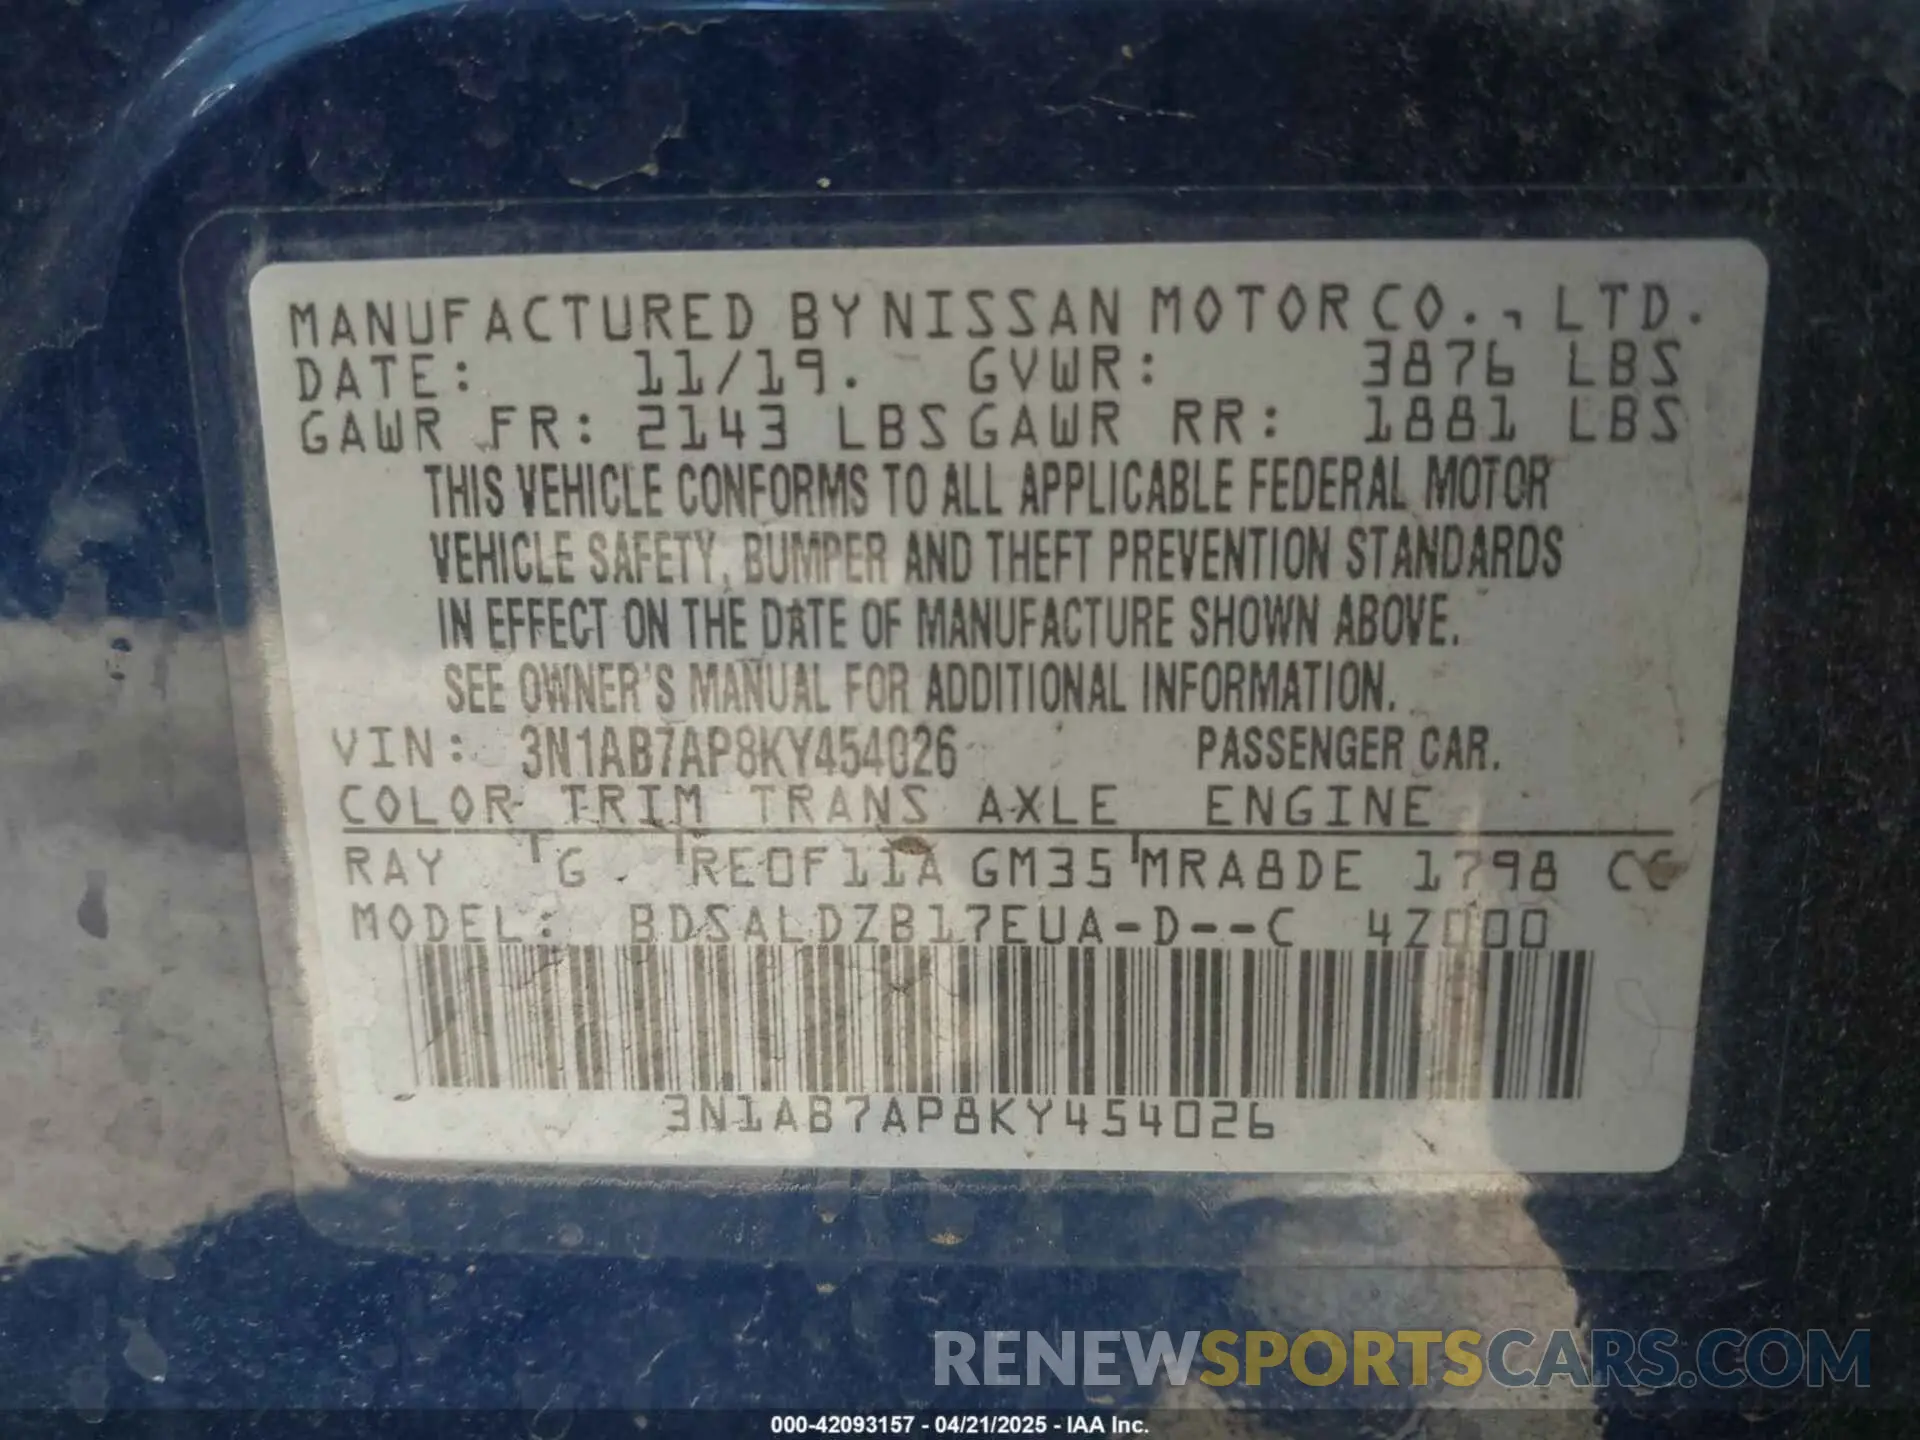 MANUFACTURED BY NISSAN MOTOR CO., LTD.
DATE: 11/19. GVWR: 3876 LBS
GAWR FR: 2143 LBS GAWR RR: 1881 LBS
THIS VEHICLE CONFORMS TO ALL APPLICABLE FEDERAL MOTOR
VEHICLE SAFETY, BUMPER AND THEFT PREVENTION STANDARDS
IN EFFECT ON THE DATE OF MANUFACTURE SHOWN ABOVE.
SEE OWNER'S MANUAL FOR ADDITIONAL INFORMATION.
VIN: 3N1AB7AP8KY454026 PASSENGER CAR.
COLOR TRIM TRANS AXLE ENGINE
RAY G RE0F11A GM35 MRA8DE 1798 CC
MODEL: BDSALDZB17EUA-D--C 4Z000
3N1AB7AP8KY454026
RENEWSPORTSCARS.COM
000-42093157 - 04/21/2025 - IAA Inc.